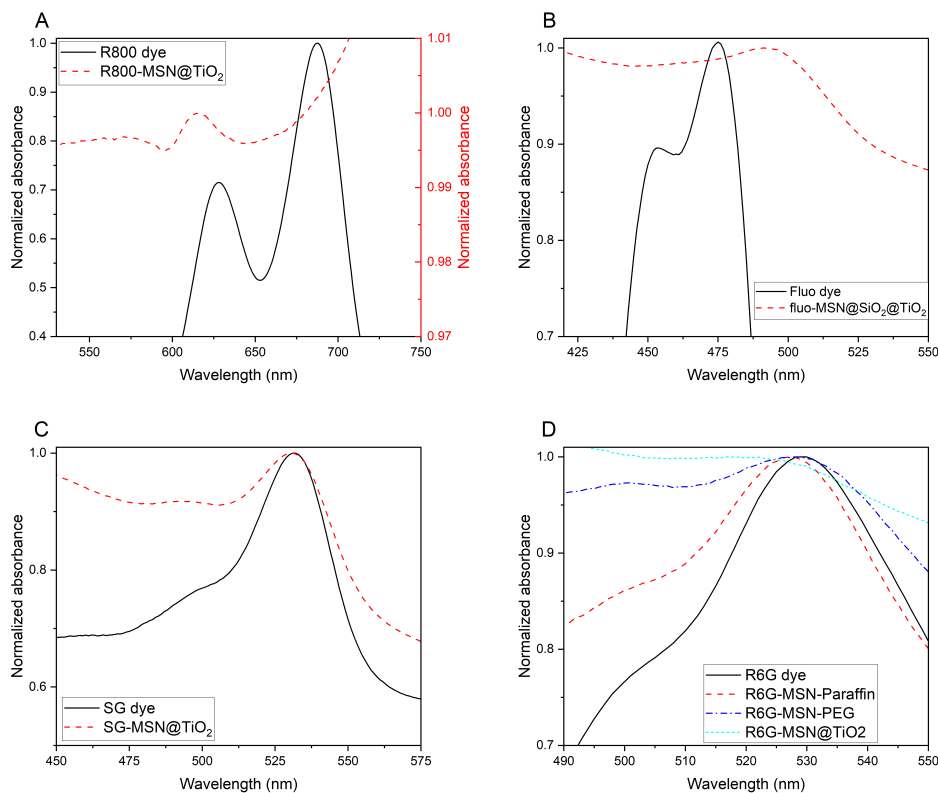 A
R800 dye
R800-MSN@TiO2
1.0
0.9
0.8
0.7
0.6
0.5
0.4
Normalized absorbance
1.01
1.00
0.99
0.98
0.97
Normalized absorbance
550 600 650 700 750
Wavelength (nm)
B
1.0
0.9
0.8
0.7
Normalized absorbance
Fluo dye
fluo-MSN@SiO2@TiO2
425 450 475 500 525 550
Wavelength (nm)
C
1.0
0.8
0.6
Normalized absorbance
SG dye
SG-MSN@TiO2
450 475 500 525 550 575
Wavelength (nm)
D
1.0
0.9
0.8
0.7
Normalized absorbance
R6G dye
R6G-MSN-Paraffin
R6G-MSN-PEG
R6G-MSN@TiO2
490 500 510 520 530 540 550
Wavelength (nm)